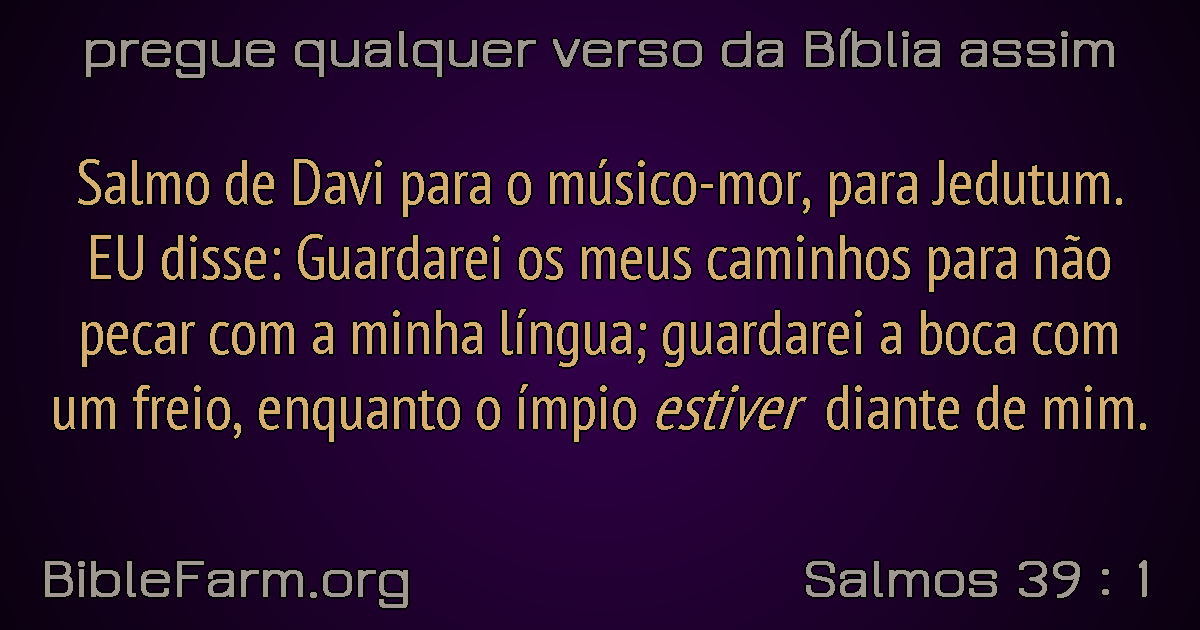 pregue qualquer verso da Bíblia assim
Salmo de Davi para o músico-mor, para Jedutum.
EU disse: Guardarei os meus caminhos para não
pecar com a minha língua; guardarei a boca com
um freio, enquanto o ímpio estiver diante de mim.
BibleFarm.org
Salmos 39 : 1